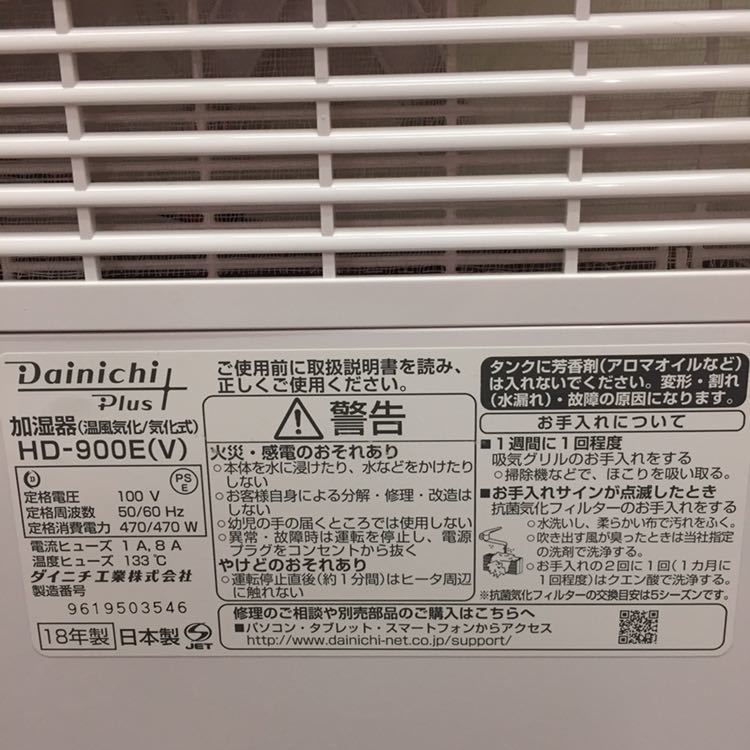 Dainichi
Plus
加湿器(温風気化/気化式)
HD-900E(V)
PS
E
定格電圧 100 V
定格周波数 50/60 Hz
定格消費電力 470/470 W
電流ヒューズ 1 A, 8 A
温度ヒューズ 133 ℃
ダイニチ工業株式会社
製造番号
9619503546
18年製 日本製 JET
ご使用前に取扱説明書を読み、
正しくご使用ください。
警告
火災・感電のおそれあり
○本体を水に浸けたり、水などをかけたり
しない
○お客様自身による分解・修理・改造は
しない
○幼児の手の届くところでは使用しない
○異常・故障時は運転を停止し、電源
プラグをコンセントから抜く
やけどのおそれあり
○運転停止直後(約1分間)はヒータ周辺
に触れない
修理のご相談や別売部品のご購入はこちらへ
■パソコン・タブレット・スマートフォンからアクセス
http://www.dainichi-net.co.jp/support/
タンクに芳香剤(アロマオイルなど)
は入れないでください。変形・割れ
(水漏れ)・故障の原因になります。
お手入れについて
■1週間に1回程度
吸気グリルのお手入れをする
○掃除機などで、ほこりを吸い取る。
■お手入れサインが点滅したとき
抗菌気化フィルターのお手入れをする
○水洗いし、柔らかい布で汚れをふく。
○吹き出す風が臭ったときは当社指定
の洗剤で洗浄する。
○お手入れの2回に1回(1カ月に
1回程度)はクエン酸で洗浄する。
※抗菌気化フィルターの交換目安は5シーズンです。